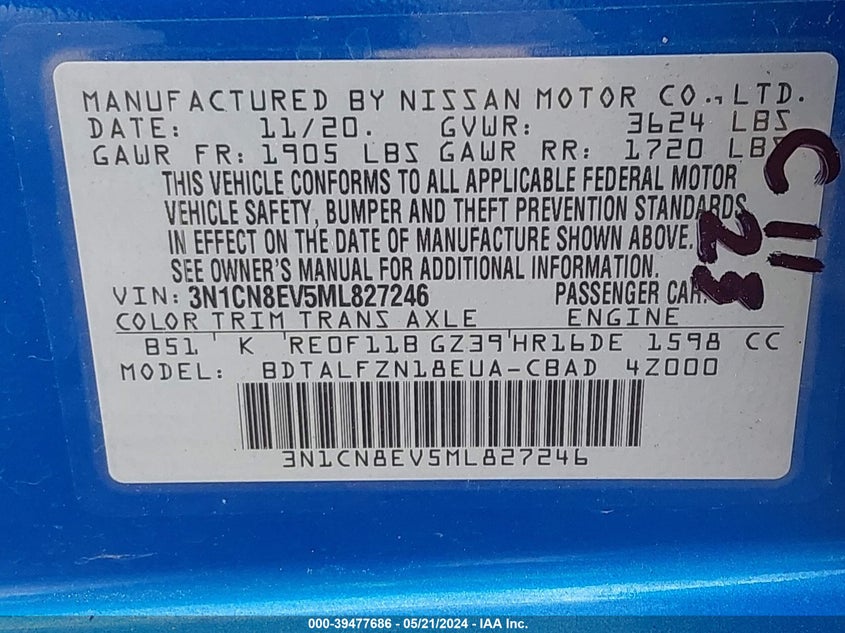 MANUFACTURED BY NISSAN MOTOR CO., LTD.
DATE: 11/20. GVWR: 3624 LBS
GAWR FR: 1905 LBS GAWR RR: 1720 LBS
THIS VEHICLE CONFORMS TO ALL APPLICABLE FEDERAL MOTOR
VEHICLE SAFETY, BUMPER AND THEFT PREVENTION STANDARDS
IN EFFECT ON THE DATE OF MANUFACTURE SHOWN ABOVE.
SEE OWNER'S MANUAL FOR ADDITIONAL INFORMATION.
VIN: 3N1CN8EV5ML827246 PASSENGER CAR
COLOR TRIM TRANS AXLE ENGINE
B51 K RE0F11B GZ39 HR16DE 1598 CC
MODEL: BDTALFZN18EUA-CBAD 4Z000
3N1CN8EV5ML827246
C11
23
000-39477686 - 05/21/2024 - IAA Inc.